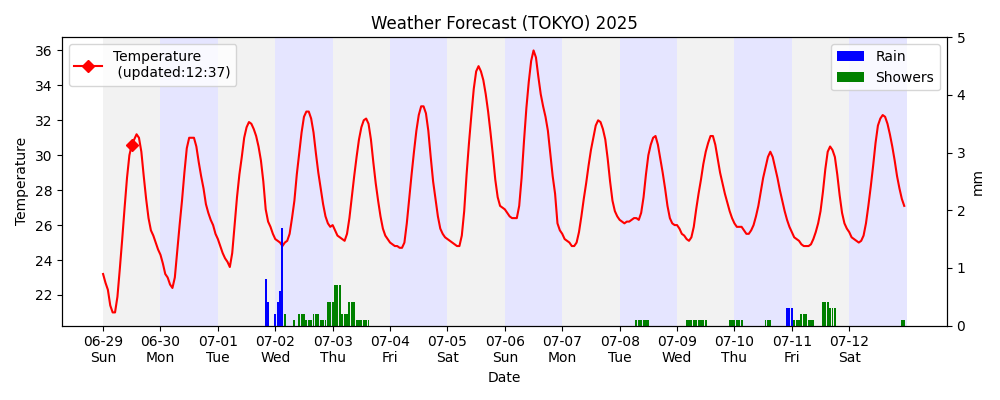 Weather Forecast (TOKYO) 2025
Temperature
(updated:12:37)
Rain
Showers
Temperature
36
34
32
30
28
26
24
22
5
4
3
2
1
0
mm
06-29 06-30 07-01 07-02 07-03 07-04 07-05 07-06 07-07 07-08 07-09 07-10 07-11 07-12
Sun Mon Tue Wed Thu Fri Sat Sun Mon Tue Wed Thu Fri Sat
Date